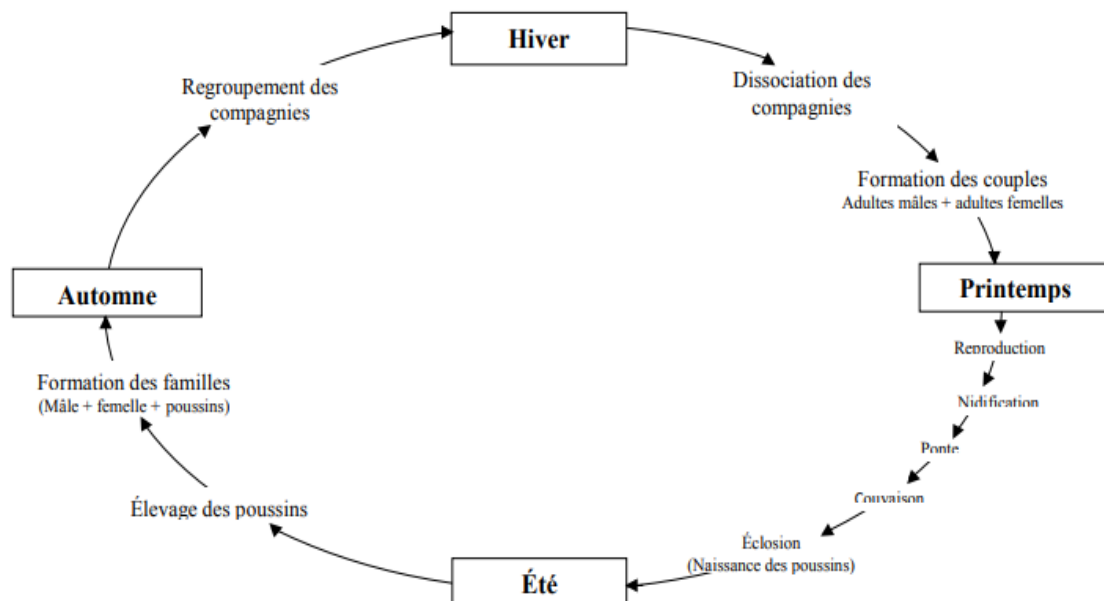 Hiver
Dissociation des
compagnies
Formation des couples
Adultes mâles + adultes femelles
Printemps
Reproduction
Nidification
Ponte
Couvaison
Éclosion
(Naissance des poussins)
Été
Élevage des poussins
Formation des familles
(Mâle + femelle + poussins)
Automne
Regroupement des
compagnies